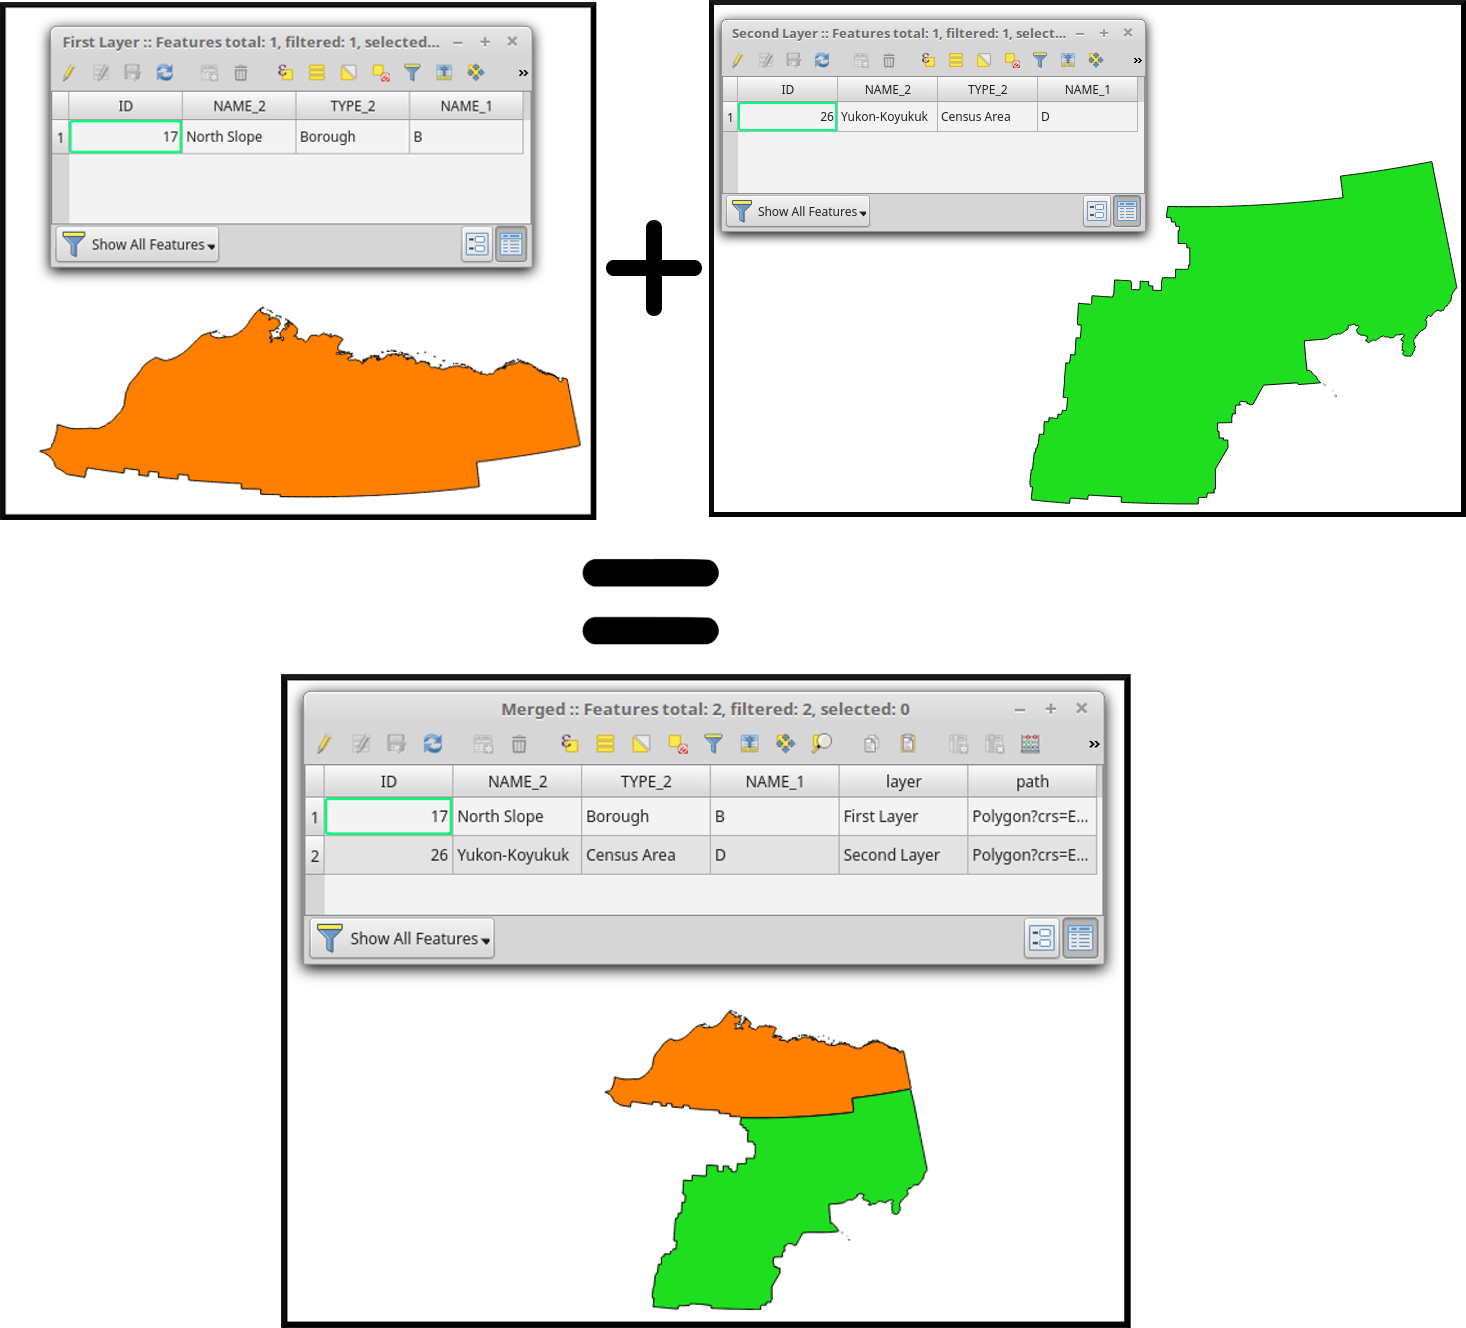 First Layer :: Features total: 1, filtered: 1, selected...
ID NAME_2 TYPE_2 NAME_1
1 17 North Slope Borough B
Show All Features
Second Layer :: Features total: 1, filtered: 1, select...
ID NAME_2 TYPE_2 NAME_1
1 26 Yukon-Koyukuk Census Area D
Show All Features
Merged :: Features total: 2, filtered: 2, selected: 0
ID NAME_2 TYPE_2 NAME_1 layer path
1 17 North Slope Borough B First Layer Polygon?crs=E...
2 26 Yukon-Koyukuk Census Area D Second Layer Polygon?crs=E...
Show All Features